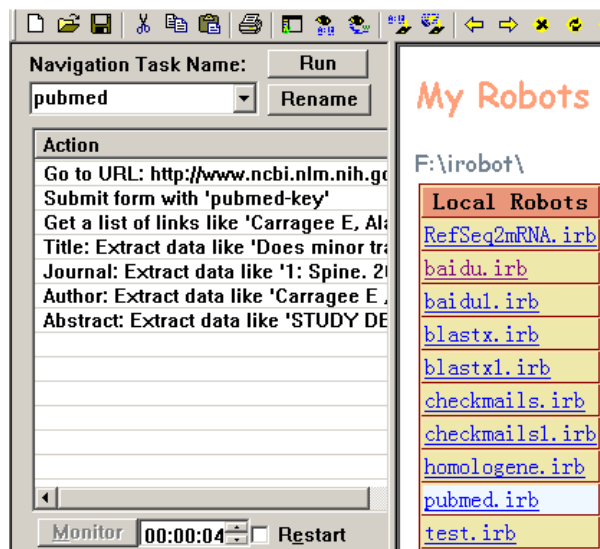 Navigation Task Name:
Run
pubmed
Rename
Action
Go to URL: http://www.ncbi.nlm.nih.go
Submit form with 'pubmed-key'
Get a list of links like 'Carragee E, Ala
Title: Extract data like 'Does minor tra
Journal: Extract data like '1: Spine. 20
Author: Extract data like 'Carragee E,
Abstract: Extract data like 'STUDY DE
Monitor
00:00:04
Restart
My Robots
F:\irobot\
Local Robots
RefSeq2mRNA.irb
baidu.irb
baidu1.irb
blastx.irb
blastx1.irb
checkmails.irb
checkmails1.irb
homologene.irb
pubmed.irb
test.irb